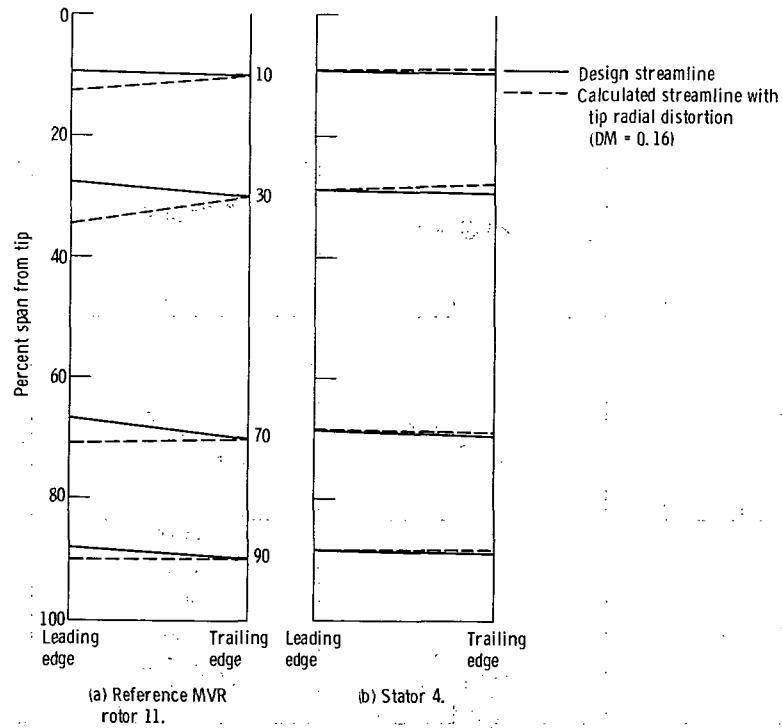 0
20
40
60
80
100
Percent span from tip
10
30
70
90
Leading
edge
Trailing
edge
Leading
edge
Trailing
edge
Design streamline
Calculated streamline with
tip radial distortion
(DM = 0.16)
(a) Reference MVR
rotor 11.
(b) Stator 4.